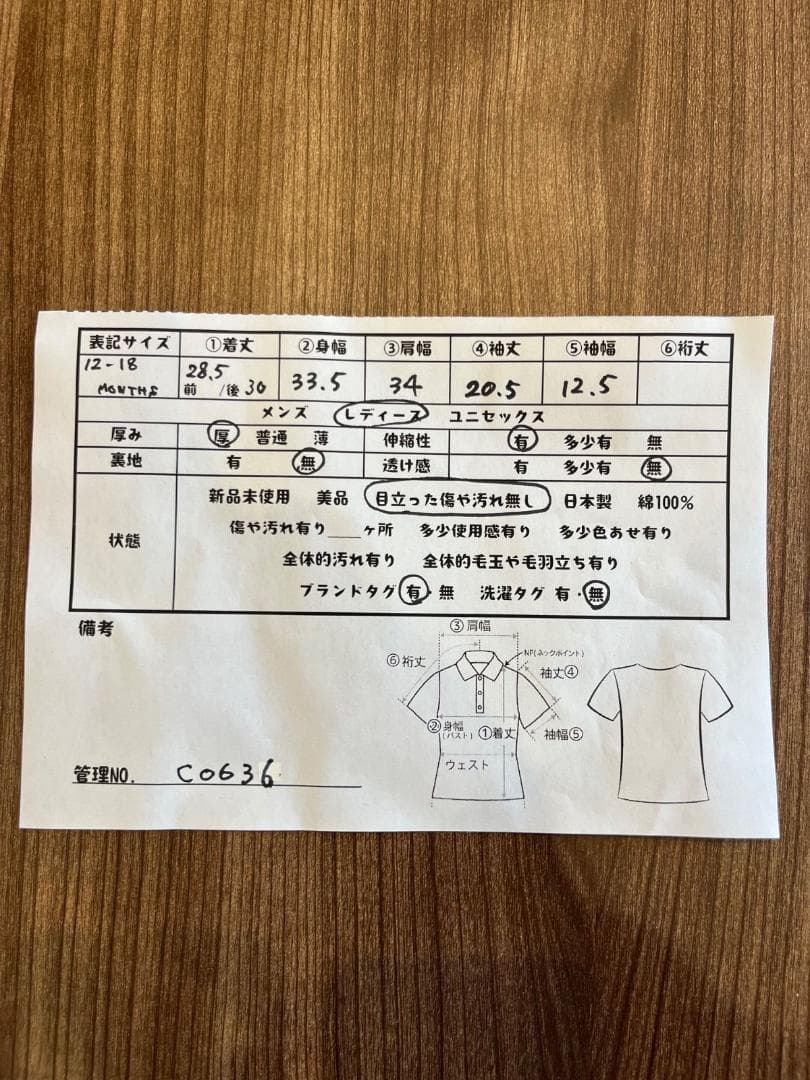 表記サイズ ①着丈 ②身幅 ③肩幅 ④袖丈 ⑤袖幅 ⑥裄丈
12-18 MONTHS 28.5 前/後 30 33.5 34 20.5 12.5
メンズ レディース ユニセックス
厚み 厚 普通 薄 伸縮性 有 多少有 無
裏地 有 無 透け感 有 多少有 無
状態
新品未使用 美品 目立った傷や汚れ無し 日本製 綿100%
傷や汚れ有り___ヶ所 多少使用感有り 多少色あせ有り
全体的汚れ有り 全体的毛玉や毛羽立ち有り
ブランドタグ 有・無 洗濯タグ 有・無
備考
③肩幅
NP(ネックポイント)
⑥裄丈
袖丈④
②身幅
(バスト)
①着丈
袖幅⑤
ウェスト
管理NO. C0636